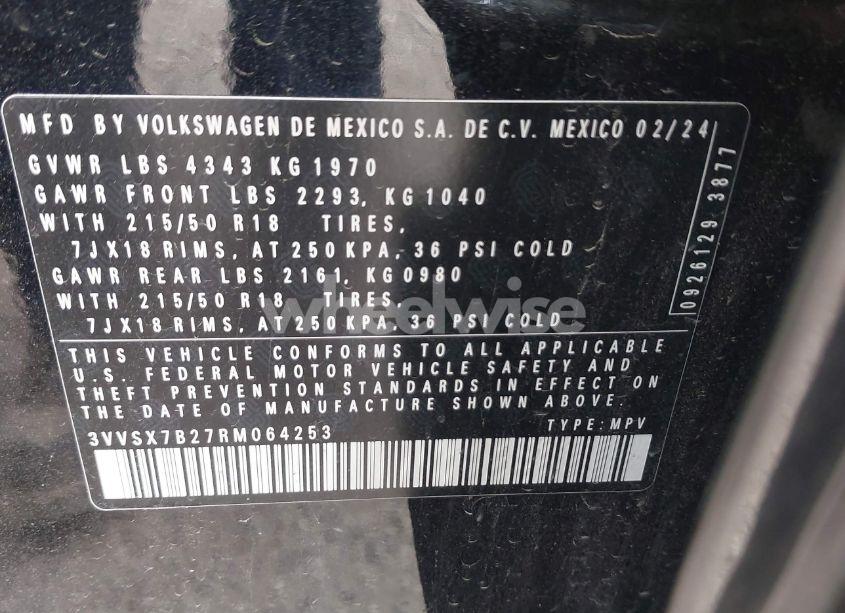 MFD BY VOLKSWAGEN DE MEXICO S.A. DE C.V. MEXICO 02/24
GVWR LBS 4343 KG 1970
GAWR FRONT LBS 2293, KG 1040
WITH 215/50 R18 TIRES,
7JX18 RIMS, AT 250 KPA, 36 PSI COLD
GAWR REAR LBS 2161, KG 0980
WITH 215/50 R18 TIRES,
7JX18 RIMS, AT 250 KPA, 36 PSI COLD
0926129 3877
wheelwise
THIS VEHICLE CONFORMS TO ALL APPLICABLE
U.S. FEDERAL MOTOR VEHICLE SAFETY AND
THEFT PREVENTION STANDARDS IN EFFECT ON
THE DATE OF MANUFACTURE SHOWN ABOVE.
3VVSX7B27RM064253 TYPE: MPV